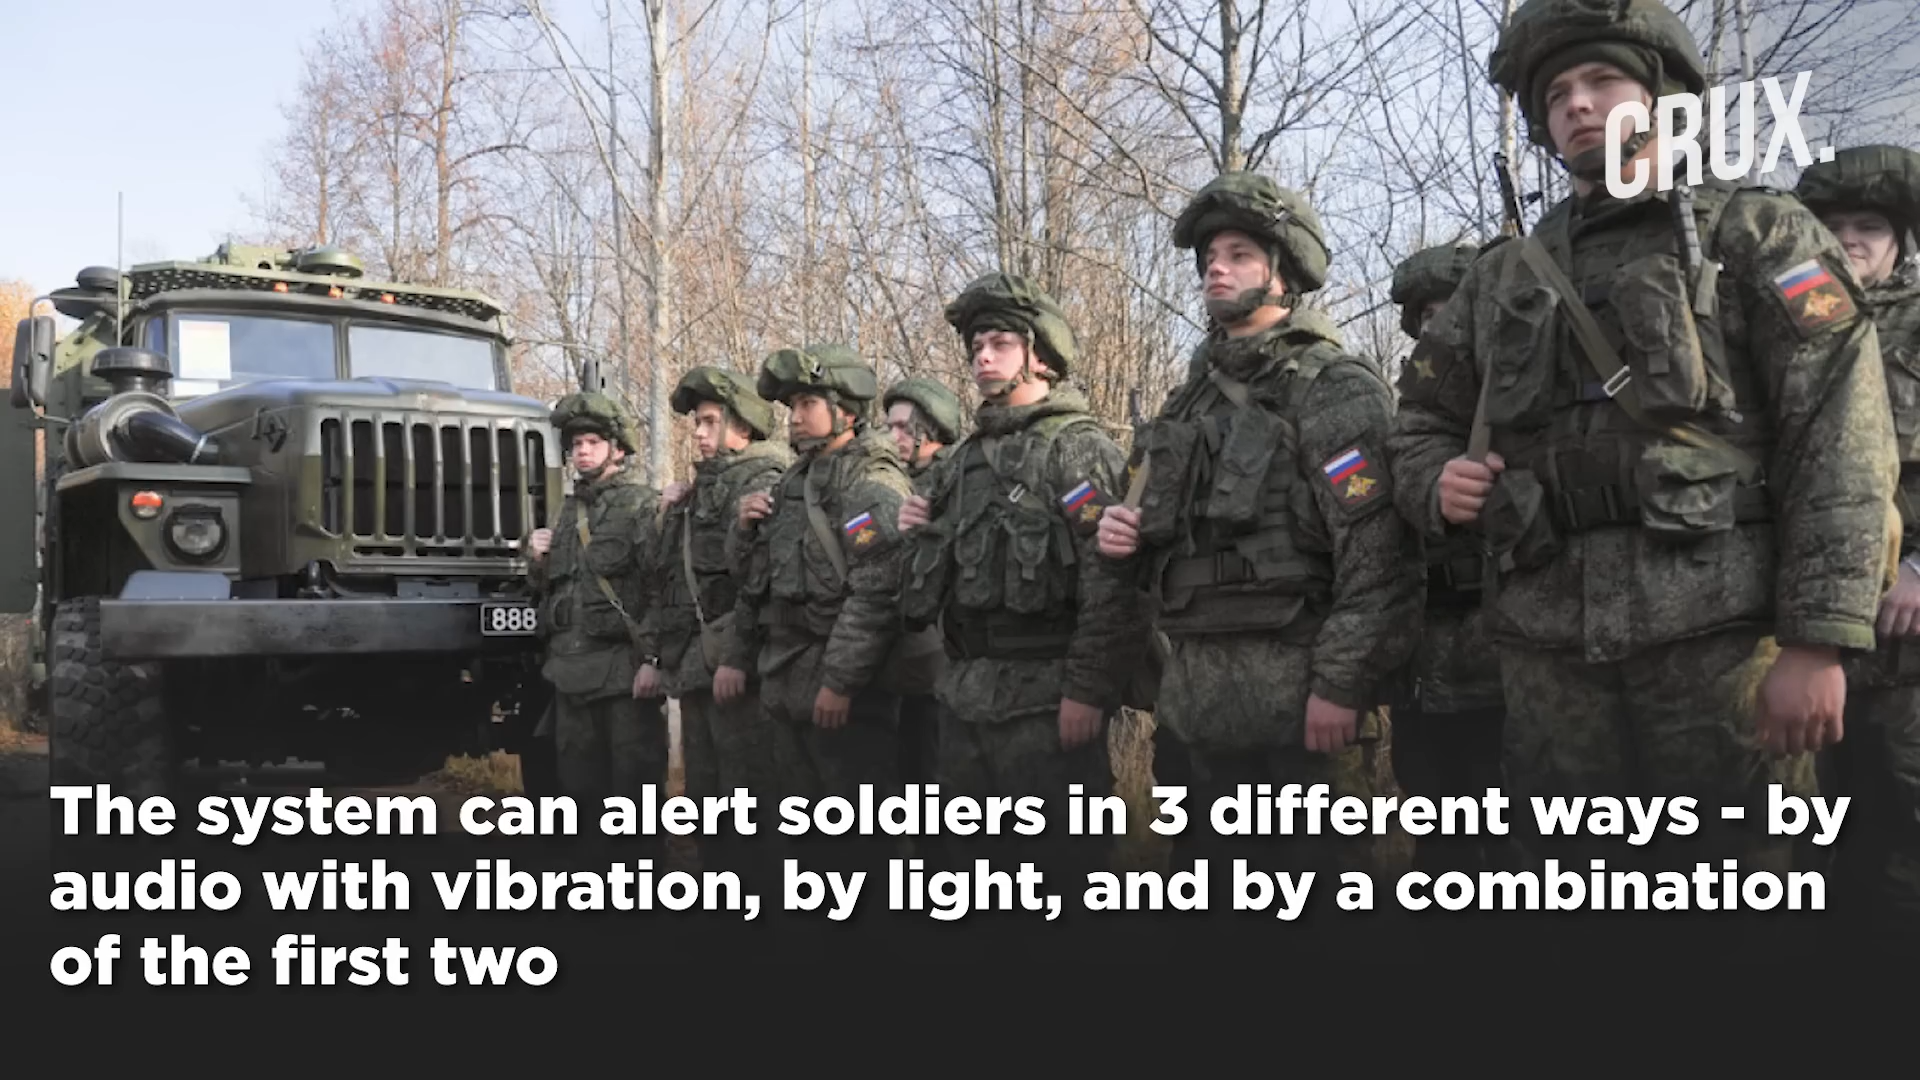 CRUX.
888
The system can alert soldiers in 3 different ways - by
audio with vibration, by light, and by a combination
of the first two